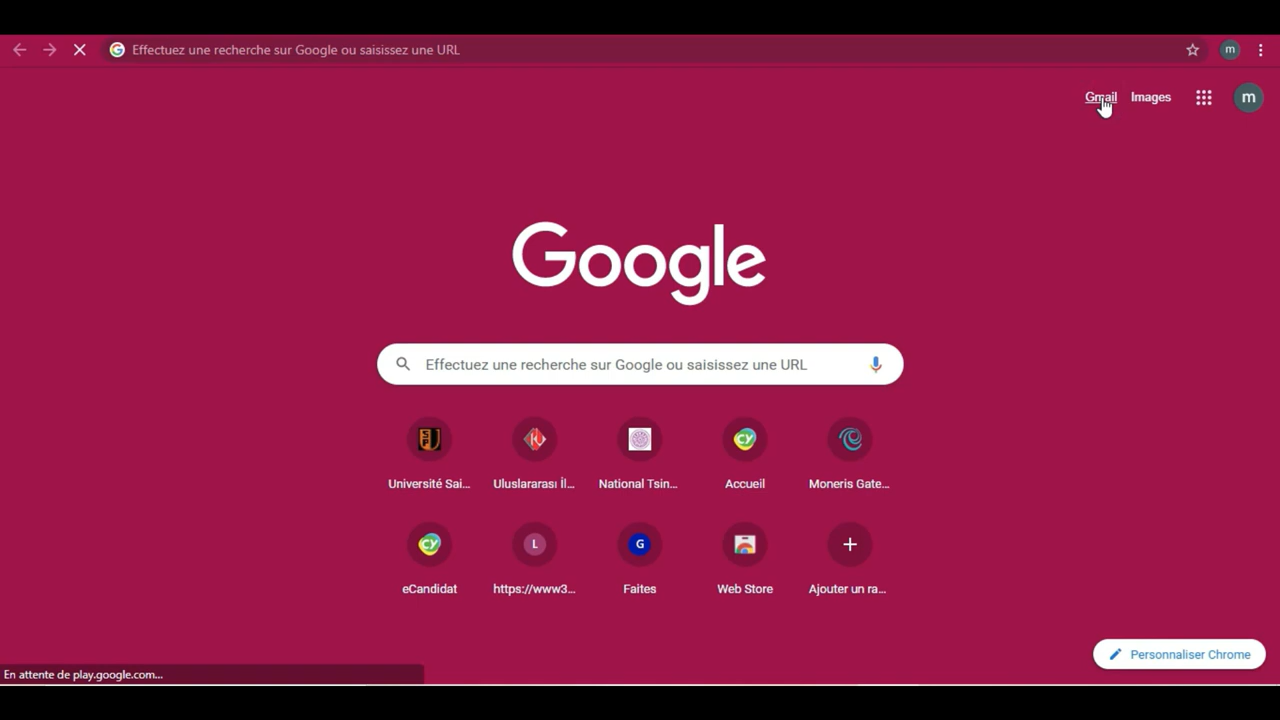 Effectuez une recherche sur Google ou saisissez une URL
m
Gmail Images
m
Google
Effectuez une recherche sur Google ou saisissez une URL
Université Sai... Uluslararası İl... National Tsin... Accueil Moneris Gate...
L G
eCandidat https://www3... Faites Web Store Ajouter un ra...
Personnaliser Chrome
En attente de play.google.com...